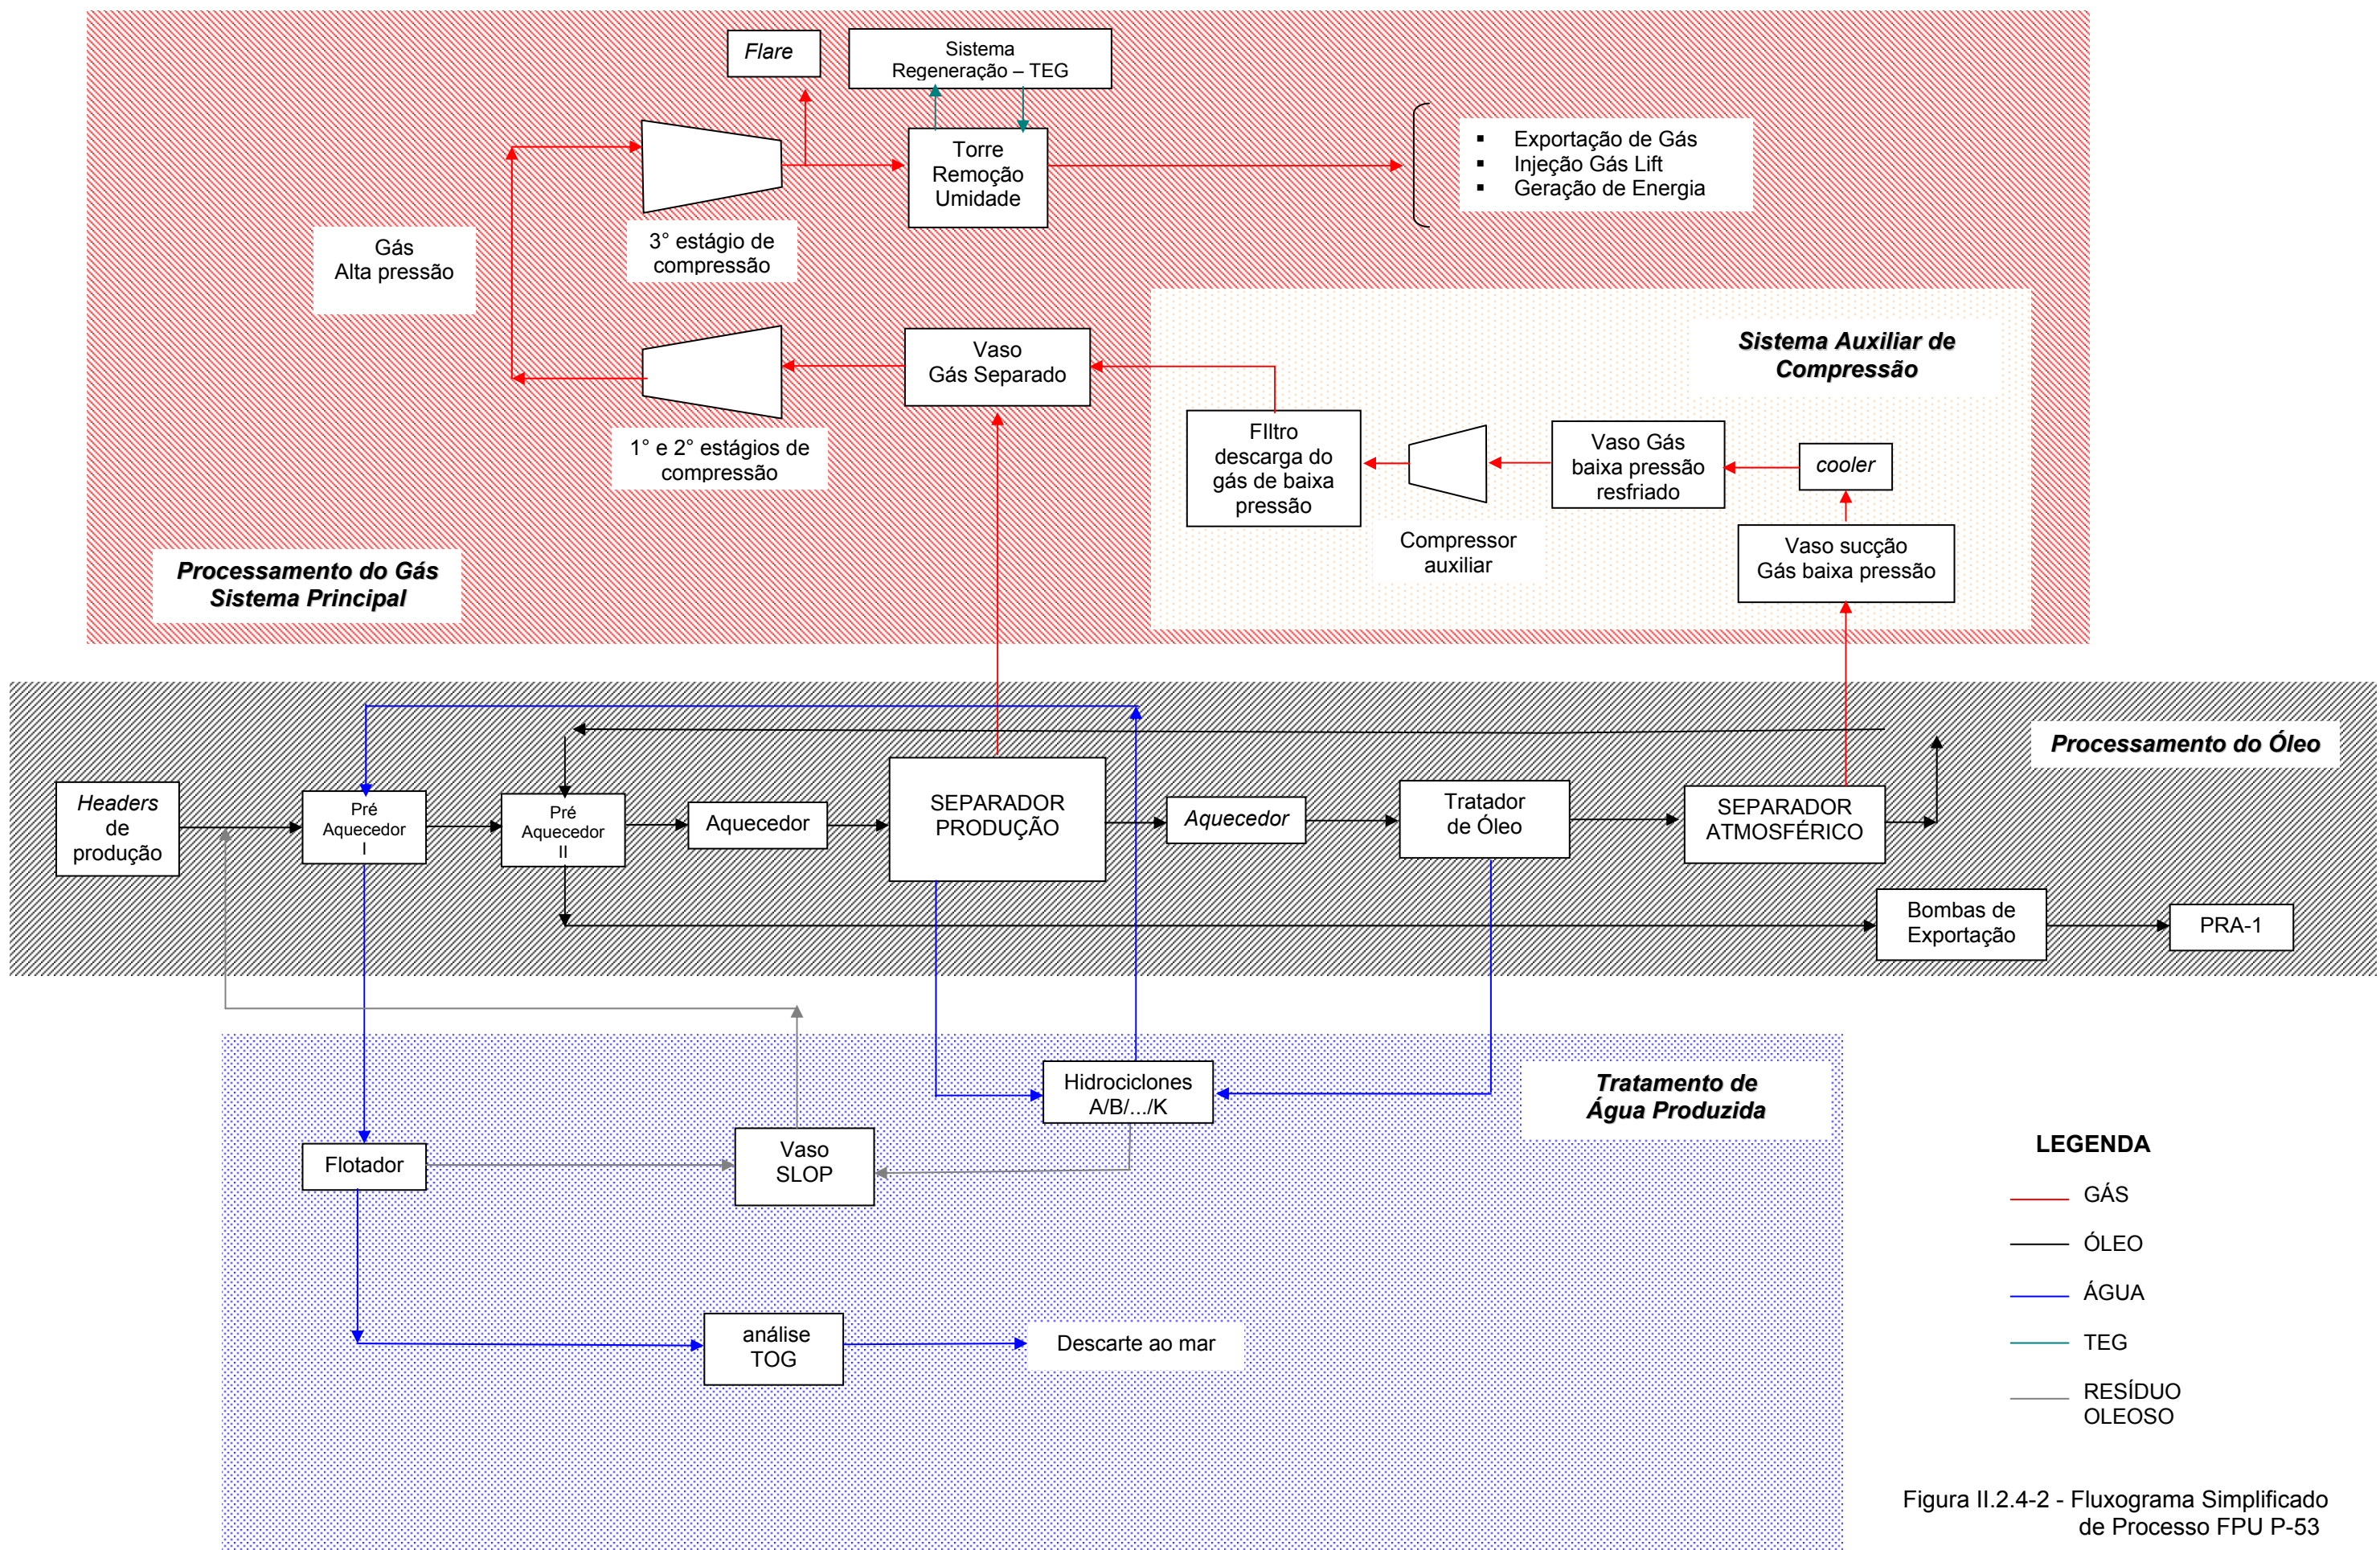 Flare
Sistema
Regeneração – TEG
Torre
Remoção
Umidade
▪ Exportação de Gás
▪ Injeção Gás Lift
▪ Geração de Energia
Gás
Alta pressão
3° estágio de
compressão
Vaso
Gás Separado
1° e 2° estágios de
compressão
Sistema Auxiliar de
Compressão
FIltro
descarga do
gás de baixa
pressão
Compressor
auxiliar
Vaso Gás
baixa pressão
resfriado
cooler
Vaso sucção
Gás baixa pressão
Processamento do Gás
Sistema Principal
Processamento do Óleo
Headers
de
produção
Pré
Aquecedor
I
Pré
Aquecedor
II
Aquecedor
SEPARADOR
PRODUÇÃO
Aquecedor
Tratador
de Óleo
SEPARADOR
ATMOSFÉRICO
Bombas de
Exportação
PRA-1
Hidrociclones
A/B/.../K
Tratamento de
Água Produzida
Flotador
Vaso
SLOP
análise
TOG
Descarte ao mar
LEGENDA
GÁS
ÓLEO
ÁGUA
TEG
RESÍDUO
OLEOSO
Figura II.2.4-2 - Fluxograma Simplificado
de Processo FPU P-53